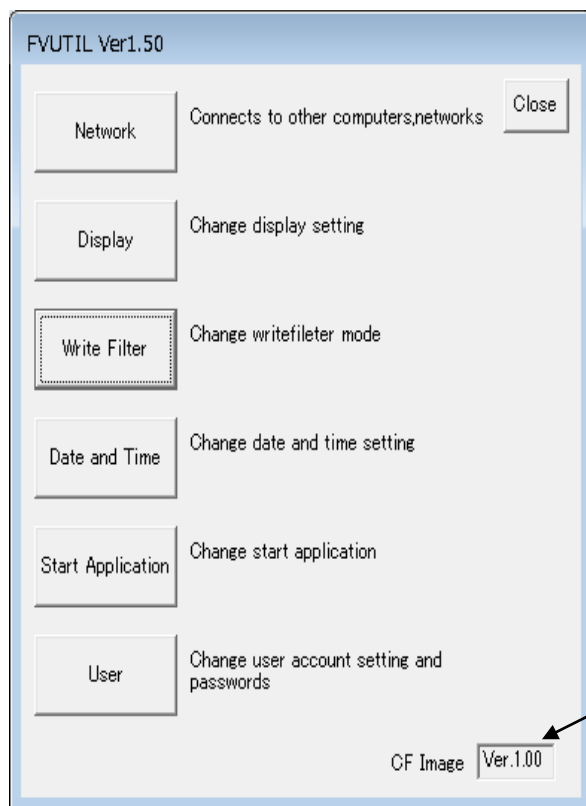 FVUTIL Ver1.50
Network
Connects to other computers,networks
Close
Display
Change display setting
Write Filter
Change writefileter mode
Date and Time
Change date and time setting
Start Application
Change start application
User
Change user account setting and
passwords
CF Image
Ver.1.00